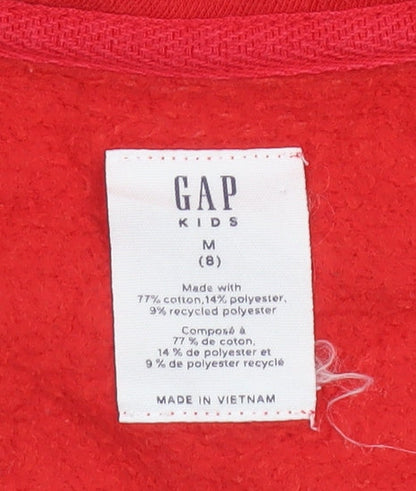 GAP
KIDS
M
(8)
Made with
77% cotton, 14% polyester,
9% recycled polyester
Composé à
77 % de coton,
14 % de polyester et
9 % de polyester recyclé
MADE IN VIETNAM